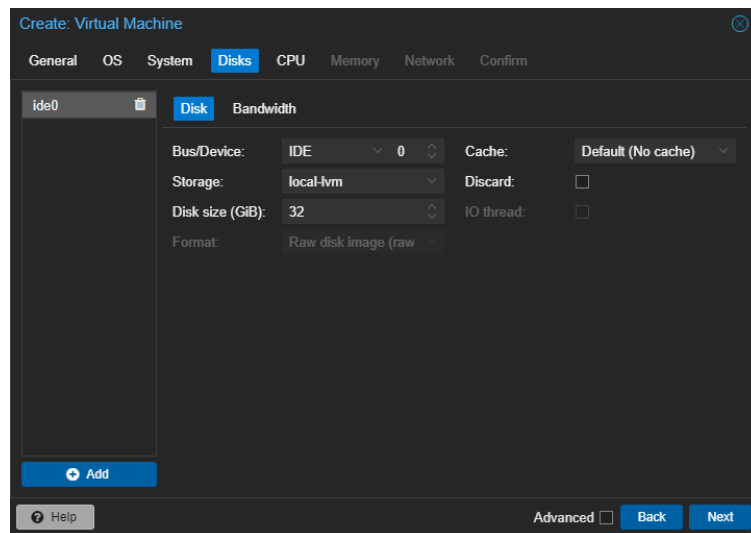 Create: Virtual Machine
General OS System Disks CPU Memory Network Confirm
ide0
Disk Bandwidth
Bus/Device: IDE 0 Cache: Default (No cache)
Storage: local-lvm Discard:
Disk size (GiB): 32 IO thread:
Format: Raw disk image (raw
Add
Help Advanced Back Next